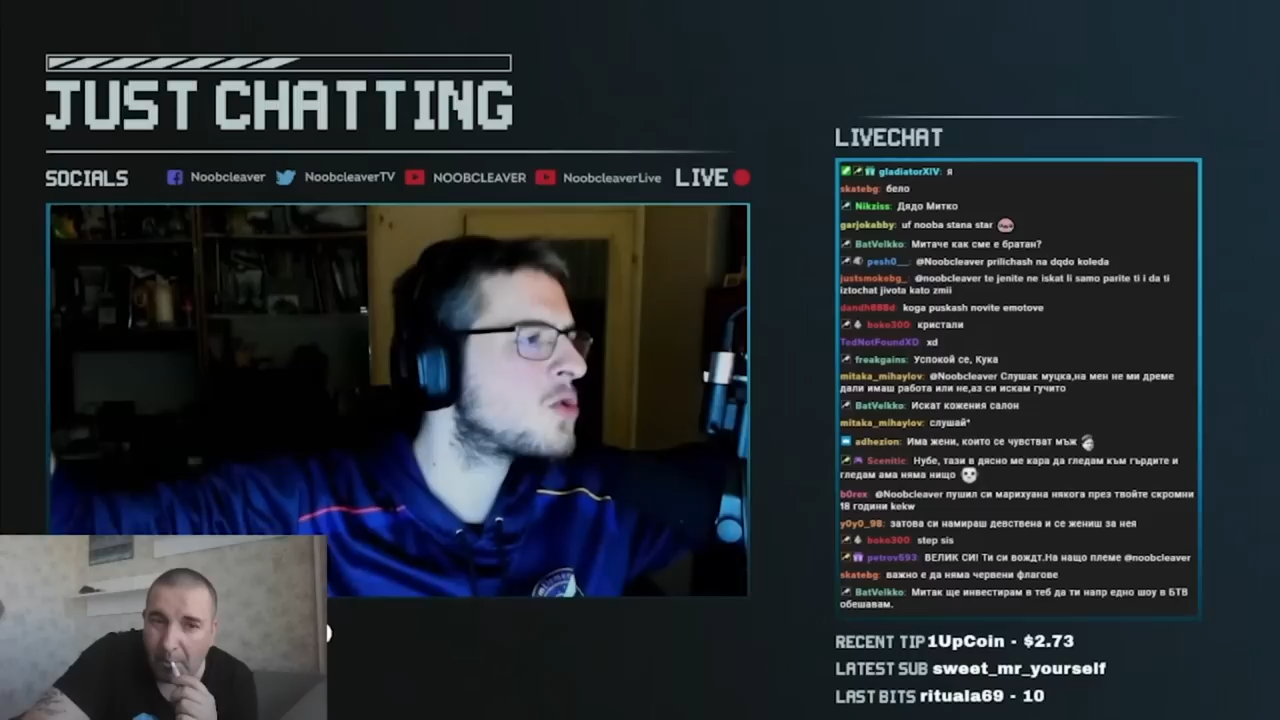 JUST CHATTING
SOCIALS Noobcleaver NoobcleaverTV NOOBCLEAVER NoobcleaverLive LIVE
LIVECHAT
gladiatorXIV: я
skatebg: бело
Nikziss: Дядо Митко
garjokabby: uf nooba stana star
BatVelkko: Митаче как сме е братан?
pesh0__: @Noobcleaver prilichash na dqdo koleda
justsmokebg_: @noobcleaver te jenite ne iskat li samo parite ti i da ti
iztochat jivota kato zmii
dandh888d: koga puskash novite emotove
boko300: кристали
TedNotFoundXD: xd
freakgains: Успокой се, Кука
mitaka_mihaylov: @Noobcleaver Слушак муцка,на мен не ми дреме
дали имаш работа или не,аз си искам гучито
BatVelkko: Искат кожения салон
mitaka_mihaylov: слушай*
adhezion: Има жени, които се чувстват мъж
Scenitic: Нубе, тази в дясно ме кара да гледам към гърдите и
гледам ама няма нищо
b0rex: @Noobcleaver пушил си марихуана някога през твойте скромни
18 години kekw
y0y0_98: затова си намираш девствена и се жениш за нея
boko300: step sis
petrov593: ВЕЛИК СИ! Ти си вождт.На нащо племе @noobcleaver
skatebg: важно е да няма червени флагове
BatVelkko: Митак ще инвестирам в теб да ти напр едно шоу в БТВ
обешавам.
RECENT TIP 1UpCoin - $2.73
LATEST SUB sweet_mr_yourself
LAST BITS rituala69 - 10